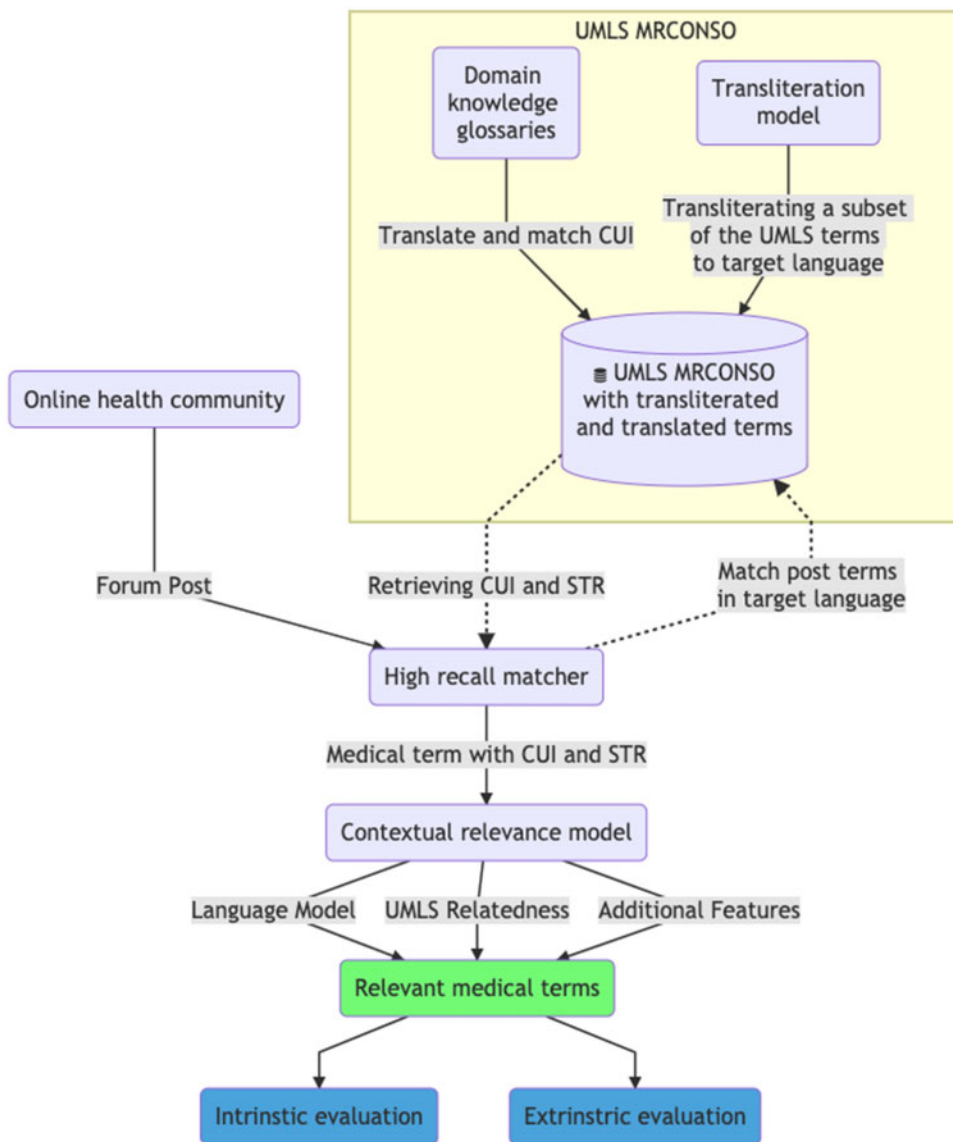 UMLS MRCONSO
Domain
knowledge
glossaries
Transliteration
model
Translate and match CUI
Transliterating a subset
of the UMLS terms
to target language
UMLS MRCONSO
with transliterated
and translated terms
Online health community
Forum Post
Retrieving CUI and STR
Match post terms
in target language
High recall matcher
Medical term with CUI and STR
Contextual relevance model
Language Model
UMLS Relatedness
Additional Features
Relevant medical terms
Intrinstic evaluation
Extrinstric evaluation